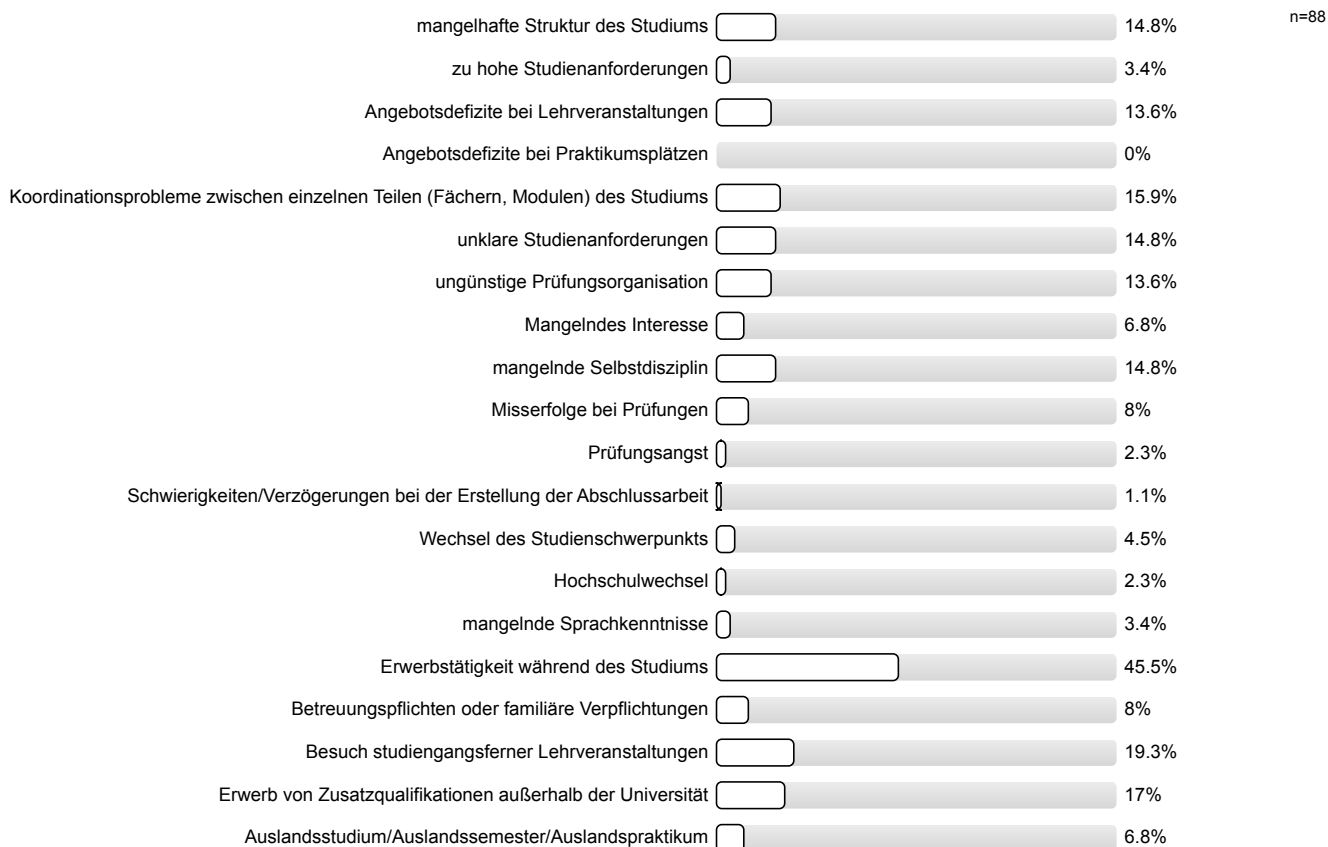 n=88
mangelhafte Struktur des Studiums 14.8%
zu hohe Studienanforderungen 3.4%
Angebotsdefizite bei Lehrveranstaltungen 13.6%
Angebotsdefizite bei Praktikumsplätzen 0%
Koordinationsprobleme zwischen einzelnen Teilen (Fächern, Modulen) des Studiums 15.9%
unklare Studienanforderungen 14.8%
ungünstige Prüfungsorganisation 13.6%
Mangelndes Interesse 6.8%
mangelnde Selbstdisziplin 14.8%
Misserfolge bei Prüfungen 8%
Prüfungsangst 2.3%
Schwierigkeiten/Verzögerungen bei der Erstellung der Abschlussarbeit 1.1%
Wechsel des Studienschwerpunkts 4.5%
Hochschulwechsel 2.3%
mangelnde Sprachkenntnisse 3.4%
Erwerbstätigkeit während des Studiums 45.5%
Betreuungspflichten oder familiäre Verpflichtungen 8%
Besuch studiengangsferner Lehrveranstaltungen 19.3%
Erwerb von Zusatzqualifikationen außerhalb der Universität 17%
Auslandsstudium/Auslandssemester/Auslandspraktikum 6.8%